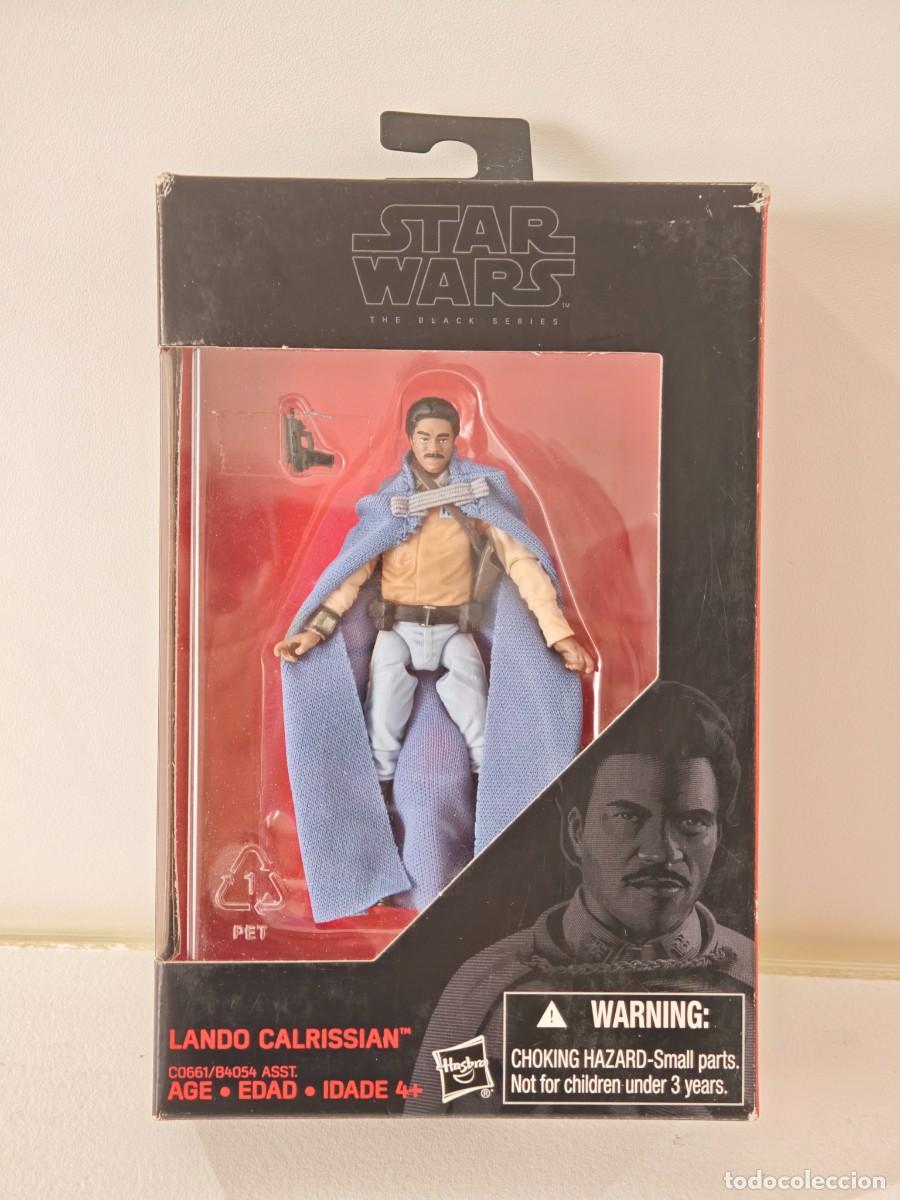 STAR
WARS
TM
THE BLACK SERIES
1
PET
LANDO CALRISSIAN™
C0661/B4054 ASST.
AGE • EDAD • IDADE 4+
Hasbro
®
WARNING:
CHOKING HAZARD-Small parts.
Not for children under 3 years.
todocoleccion